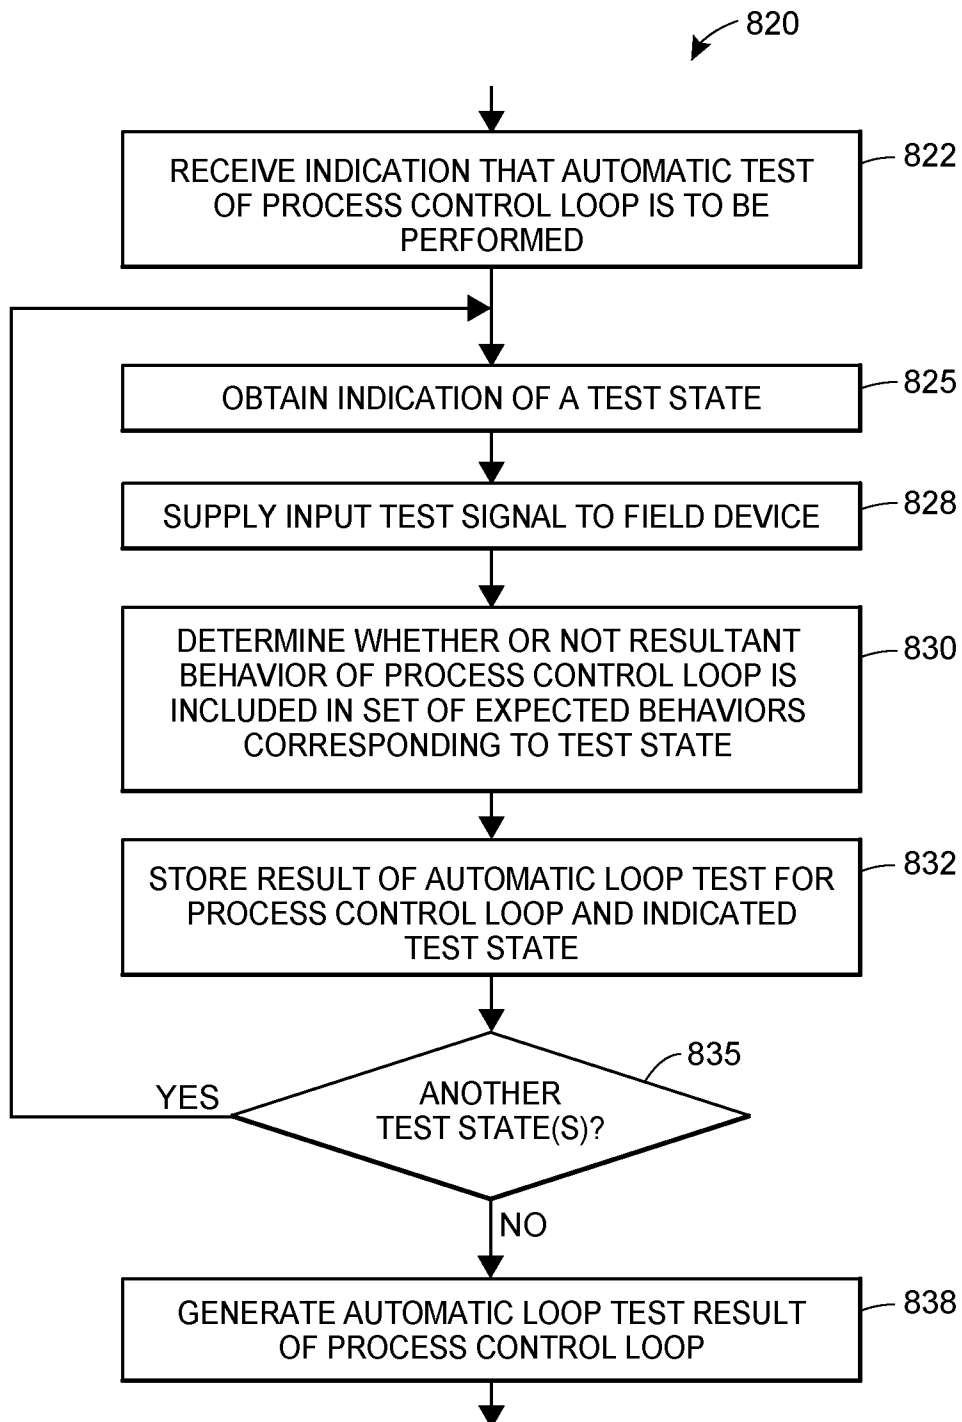 820
RECEIVE INDICATION THAT AUTOMATIC TEST
OF PROCESS CONTROL LOOP IS TO BE
PERFORMED
822
OBTAIN INDICATION OF A TEST STATE
825
SUPPLY INPUT TEST SIGNAL TO FIELD DEVICE
828
DETERMINE WHETHER OR NOT RESULTANT
BEHAVIOR OF PROCESS CONTROL LOOP IS
INCLUDED IN SET OF EXPECTED BEHAVIORS
CORRESPONDING TO TEST STATE
830
STORE RESULT OF AUTOMATIC LOOP TEST FOR
PROCESS CONTROL LOOP AND INDICATED
TEST STATE
832
835
YES
ANOTHER
TEST STATE(S)?
NO
GENERATE AUTOMATIC LOOP TEST RESULT
OF PROCESS CONTROL LOOP
838